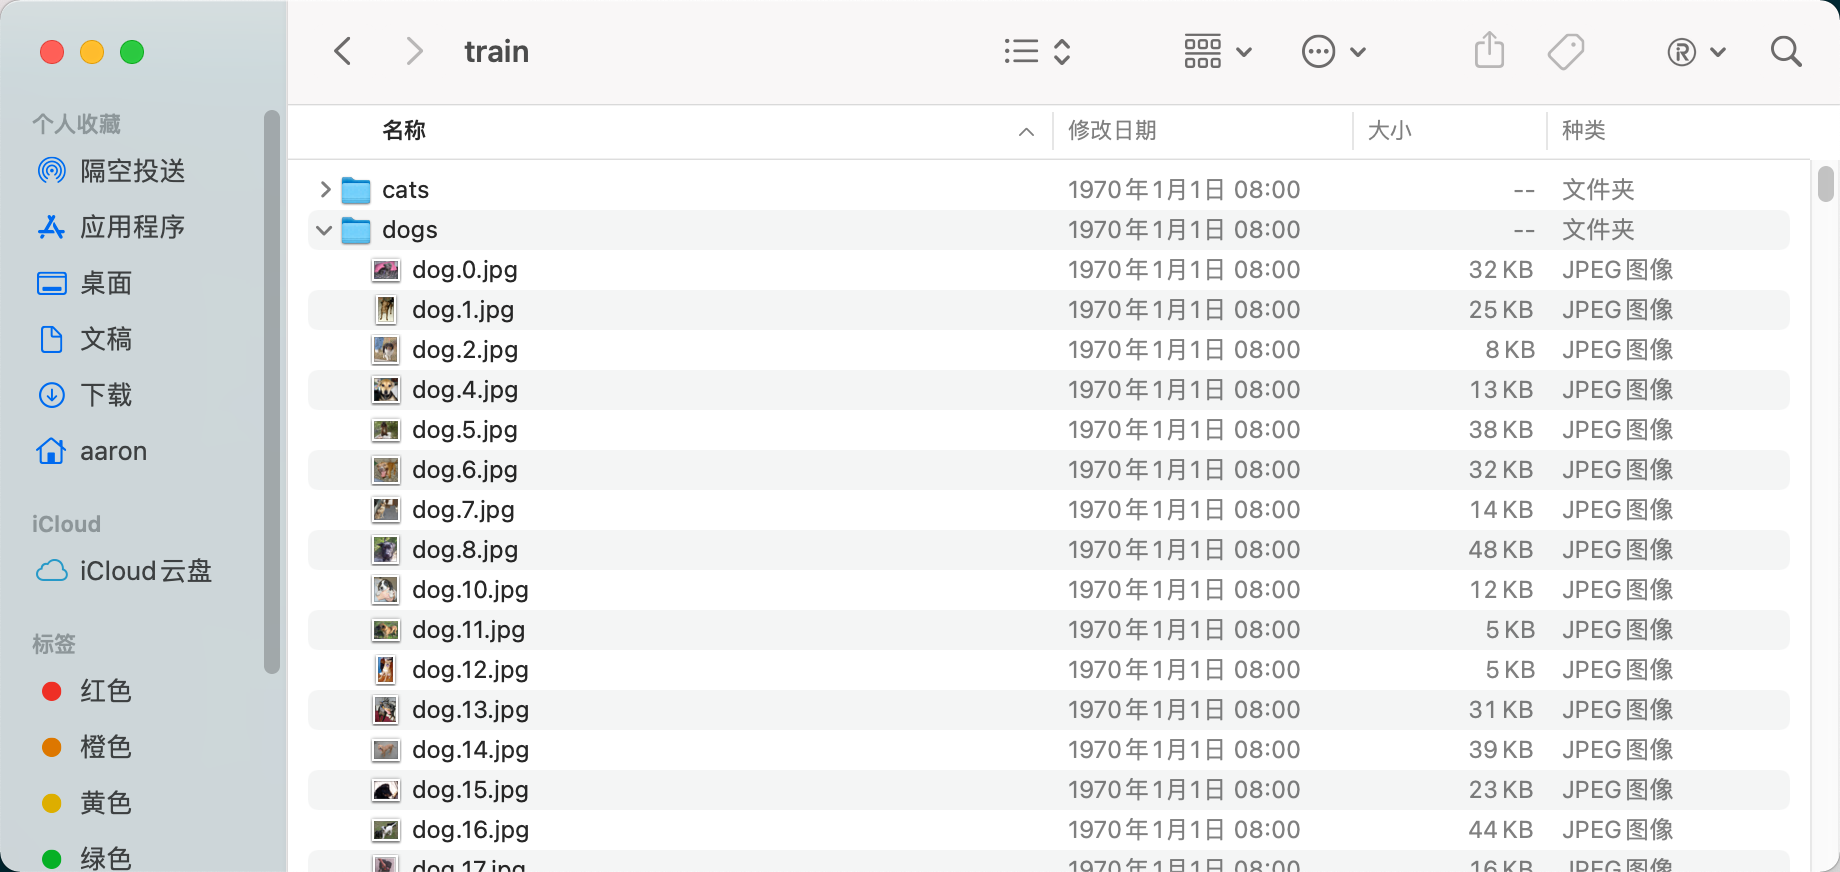 train
个人收藏
隔空投送
应用程序
桌面
文稿
下载
aaron
iCloud
iCloud云盘
标签
红色
橙色
黄色
绿色
名称 修改日期 大小 种类
cats 1970年1月1日 08:00 -- 文件夹
dogs 1970年1月1日 08:00 -- 文件夹
dog.0.jpg 1970年1月1日 08:00 32 KB JPEG图像
dog.1.jpg 1970年1月1日 08:00 25 KB JPEG图像
dog.2.jpg 1970年1月1日 08:00 8 KB JPEG图像
dog.4.jpg 1970年1月1日 08:00 13 KB JPEG图像
dog.5.jpg 1970年1月1日 08:00 38 KB JPEG图像
dog.6.jpg 1970年1月1日 08:00 32 KB JPEG图像
dog.7.jpg 1970年1月1日 08:00 14 KB JPEG图像
dog.8.jpg 1970年1月1日 08:00 48 KB JPEG图像
dog.10.jpg 1970年1月1日 08:00 12 KB JPEG图像
dog.11.jpg 1970年1月1日 08:00 5 KB JPEG图像
dog.12.jpg 1970年1月1日 08:00 5 KB JPEG图像
dog.13.jpg 1970年1月1日 08:00 31 KB JPEG图像
dog.14.jpg 1970年1月1日 08:00 39 KB JPEG图像
dog.15.jpg 1970年1月1日 08:00 23 KB JPEG图像
dog.16.jpg 1970年1月1日 08:00 44 KB JPEG图像
dog.17.jpg 1970年1月1日 08:00 16 KB JPEG图像